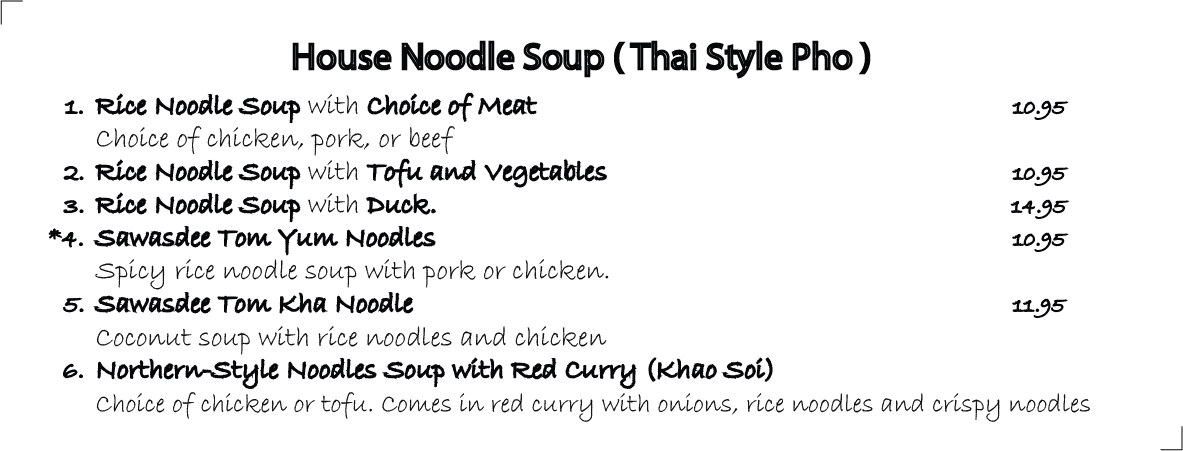 House Noodle Soup ( Thai Style Pho )
1. Rice Noodle Soup with Choice of Meat 10.95
Choice of chicken, pork, or beef
2. Rice Noodle Soup with Tofu and Vegetables 10.95
3. Rice Noodle Soup with Duck. 14.95
*4. Sawasdee Tom Yum Noodles 10.95
Spicy rice noodle soup with pork or chicken.
5. Sawasdee Tom Kha Noodle 11.95
Coconut soup with rice noodles and chicken
6. Northern-Style Noodles Soup with Red Curry (Khao Soi)
Choice of chicken or tofu. Comes in red curry with onions, rice noodles and crispy noodles